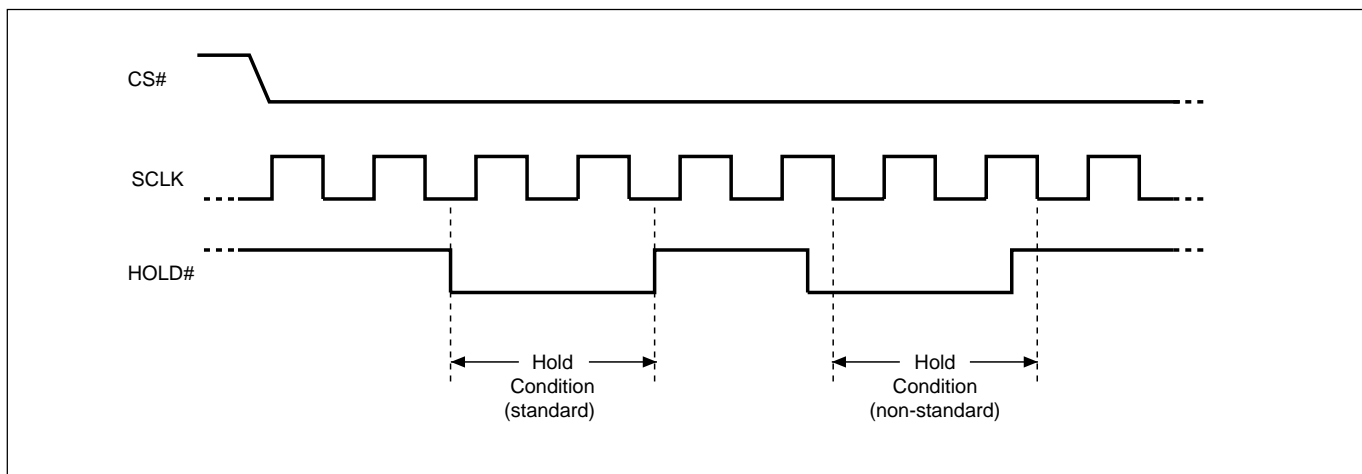 CS#
SCLK
HOLD#
Hold
Condition
(standard)
Hold
Condition
(non-standard)